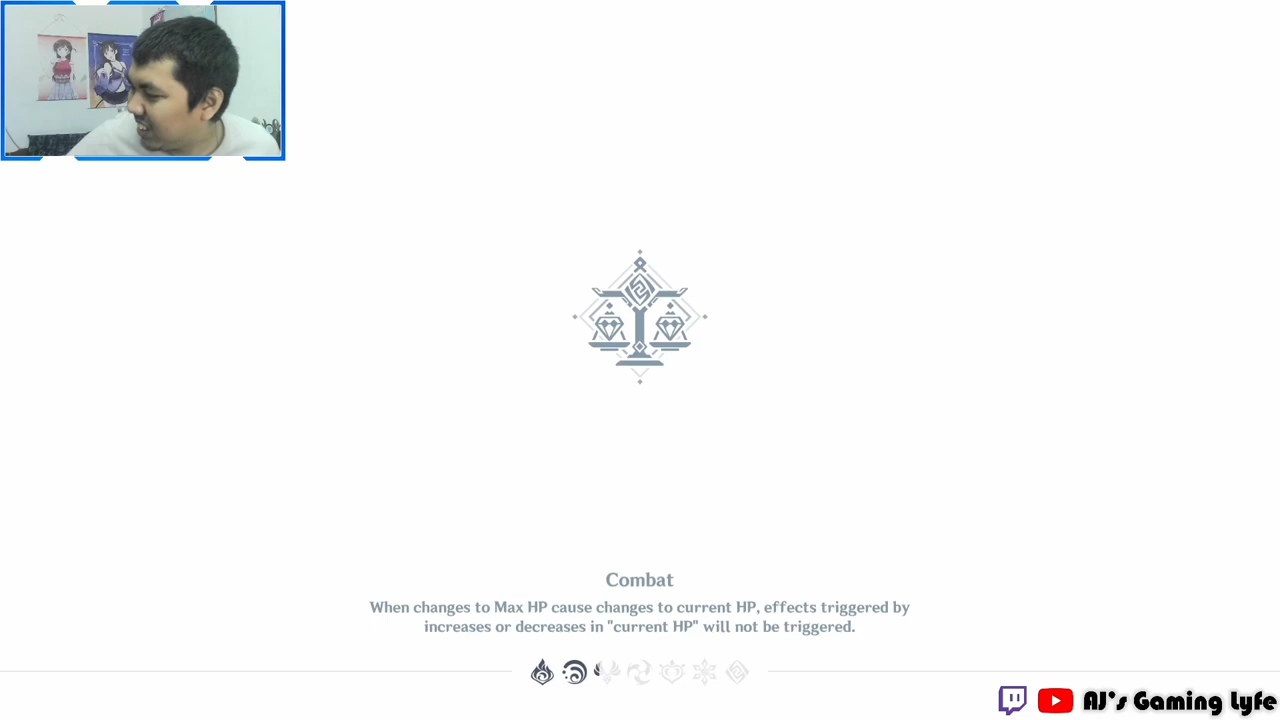 Combat
When changes to Max HP cause changes to current HP, effects triggered by
increases or decreases in "current HP" will not be triggered.
AJ's Gaming Lyfe